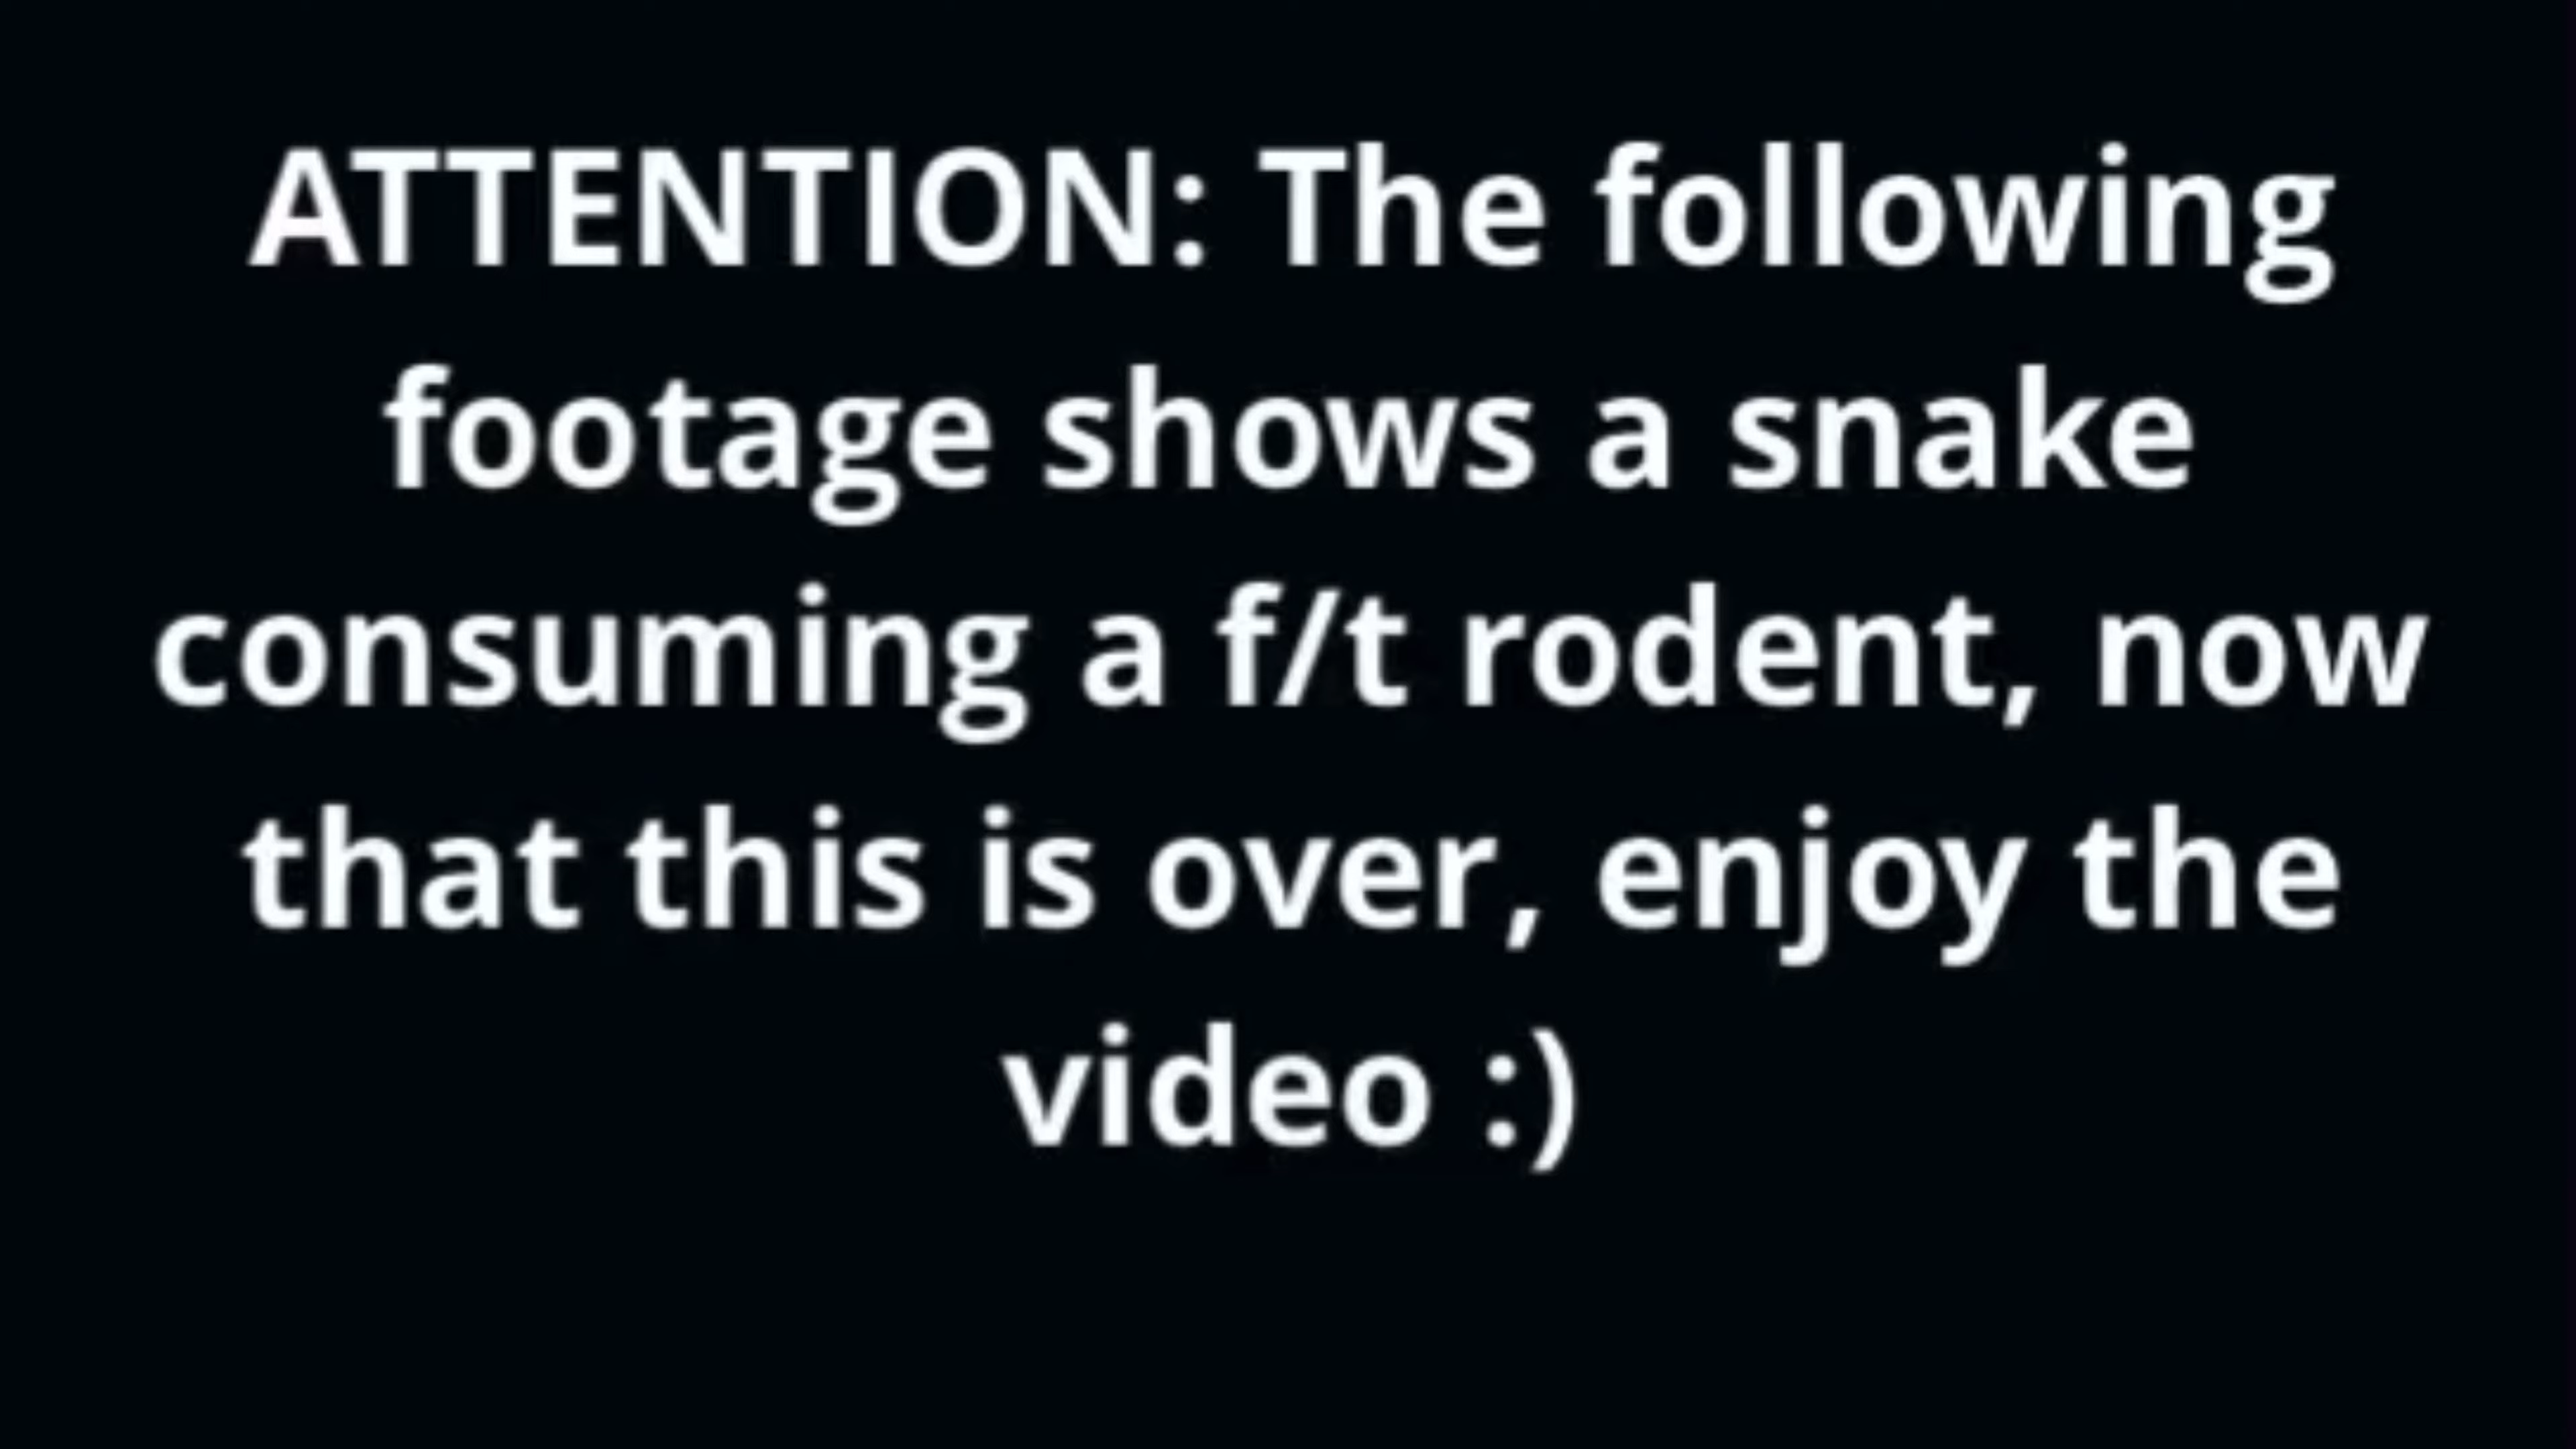 ATTENTION: The following
footage shows a snake
consuming a f/t rodent, now
that this is over, enjoy the
video :)